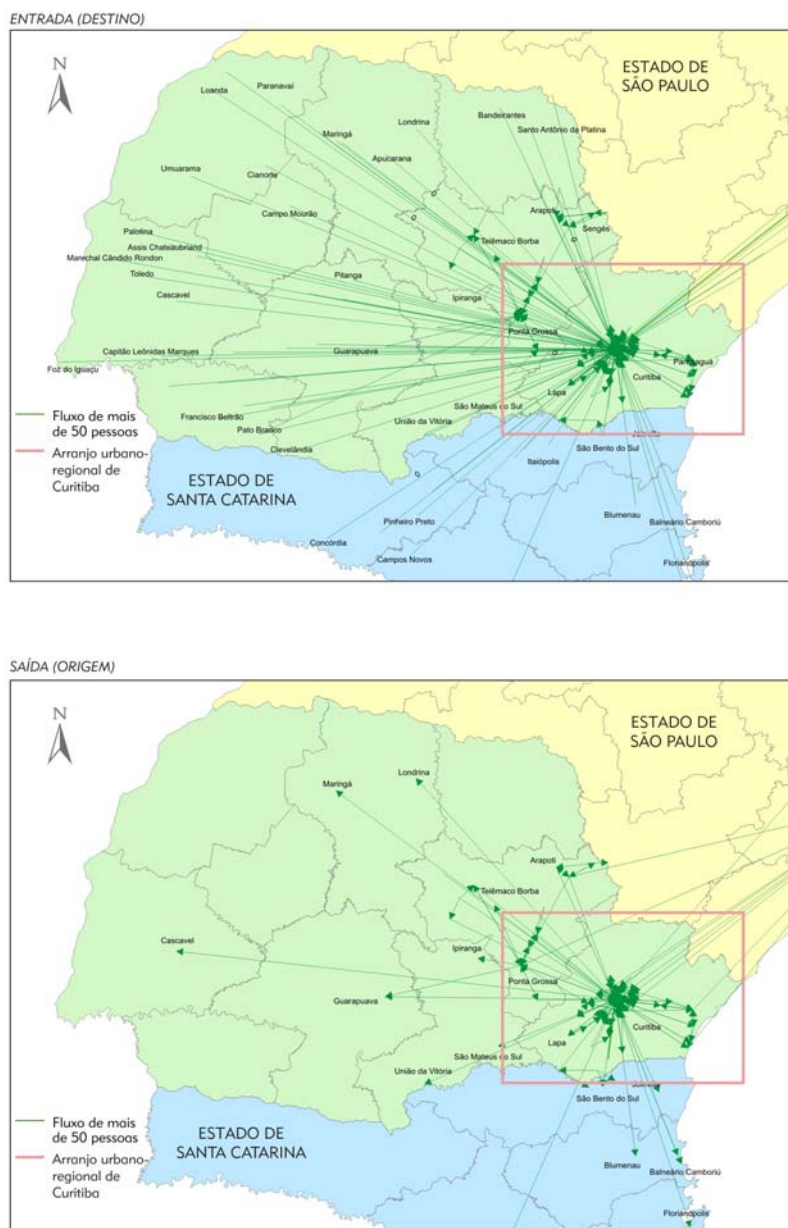 ENTRADA (DESTINO)
N
ESTADO DE
SÃO PAULO
Loanda
Paranavaí
Maringá
Londrina
Bandeirantes
Santo Antônio da Platina
Apucarana
Umuarama
Cianorte
Campo Mourão
Arapoti
Sengés
Telêmaco Borba
Palotina
Assis Chateaubriand
Marechal Cândido Rondon
Toledo
Cascavel
Pitanga
Ipiranga
Ponta Grossa
Capitão Leônidas Marques
Guarapuava
Foz do Iguaçu
Paranaguá
Curitiba
Lapa
São Mateus do Sul
Francisco Beltrão
Pato Branco
União da Vitória
Clevelândia
São Bento do Sul
Joinville
Itaiópolis
Fluxo de mais
de 50 pessoas
Arranjo urbano-
regional de
Curitiba
ESTADO DE
SANTA CATARINA
Pinheiro Preto
Concórdia
Campos Novos
Blumenau
Balneário Camboriú
Florianópolis
SAÍDA (ORIGEM)
N
ESTADO DE
SÃO PAULO
Maringá
Londrina
Arapoti
Telêmaco Borba
Cascavel
Ipiranga
Ponta Grossa
Guarapuava
Curitiba
Lapa
São Mateus do Sul
União da Vitória
São Bento do Sul
Joinville
Fluxo de mais
de 50 pessoas
Arranjo urbano-
regional de
Curitiba
ESTADO DE
SANTA CATARINA
Blumenau
Balneário Camboriú
Florianópolis